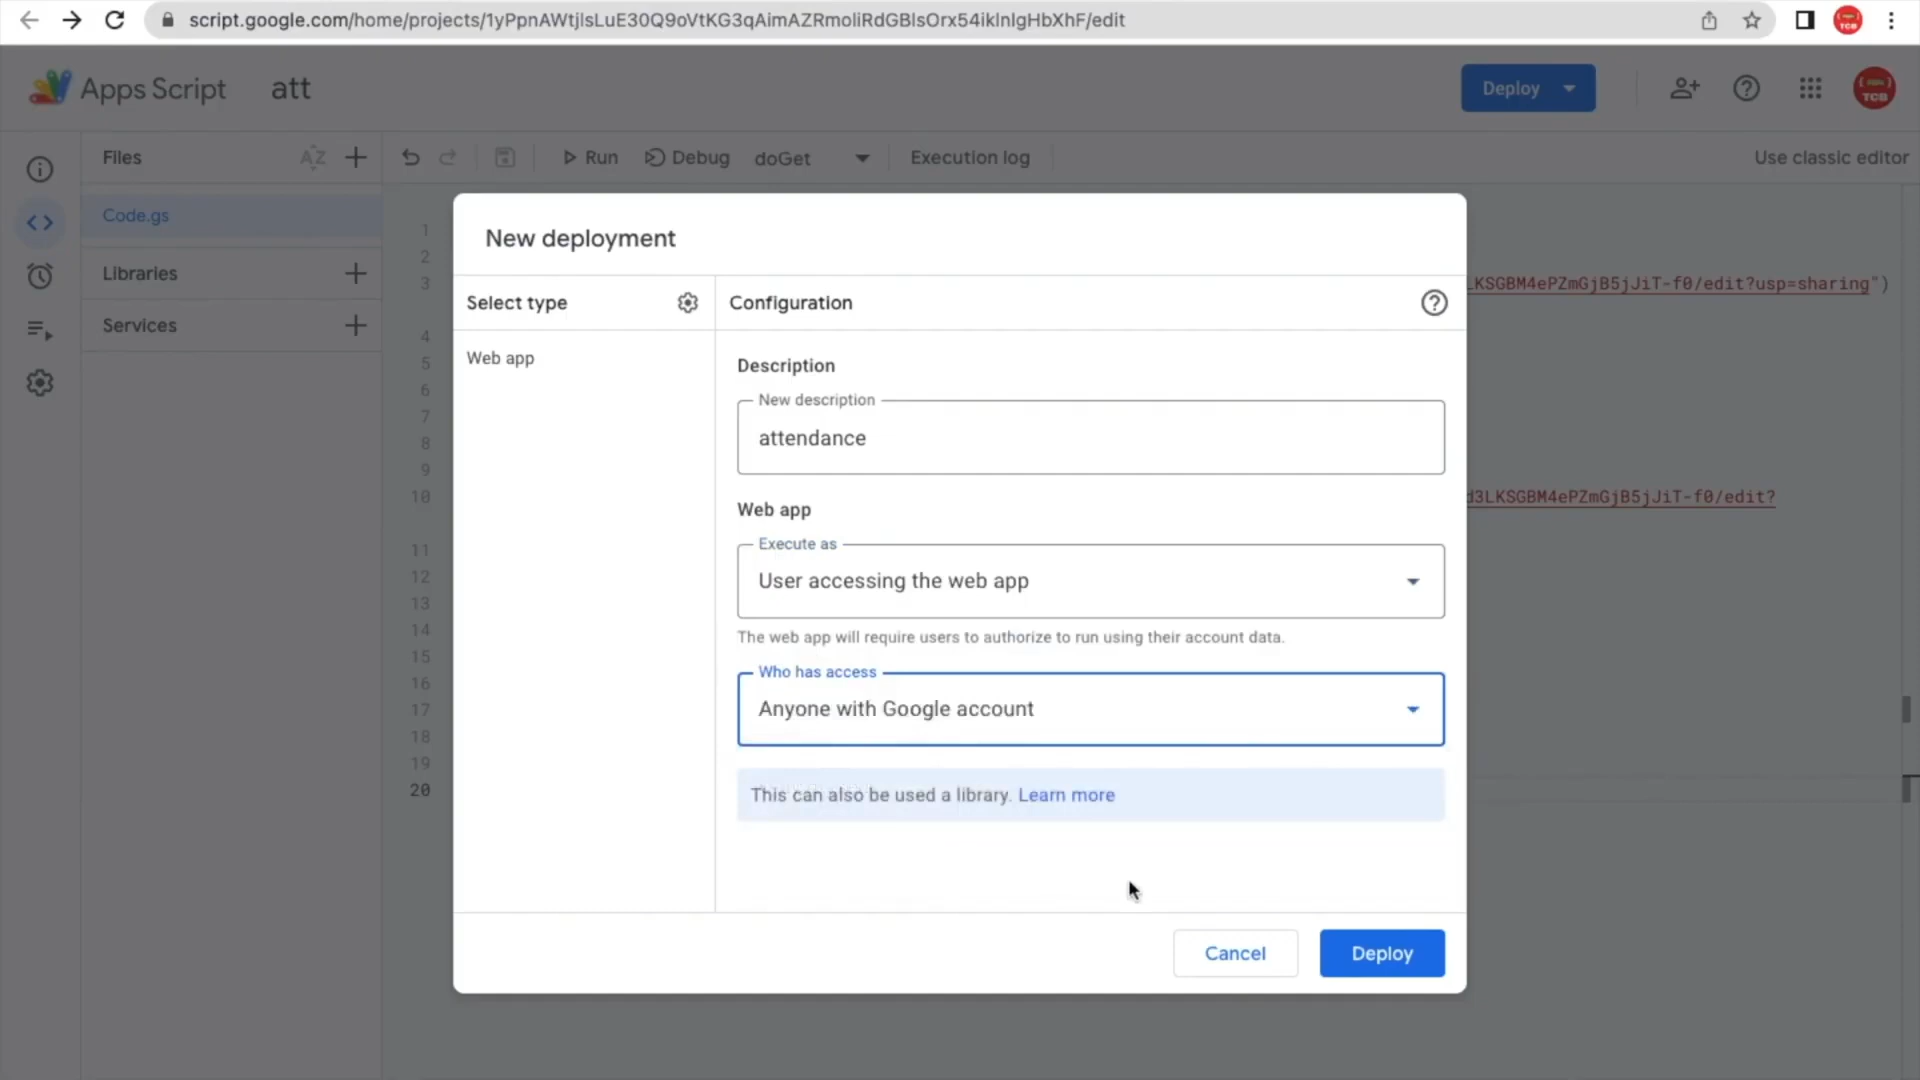 script.google.com/home/projects/1yPpnAWtjlsLuE30Q9oVtKG3qAimAZRmoliRdGBlsOrx54iklnlgHbXhF/edit
Apps Script att
Deploy
TCB
Files
AZ
Run
Debug
doGet
Execution log
Use classic editor
Code.gs
Libraries
Services
1
2
3
LKSGBM4ePZmGjB5jJiT-f0/edit?usp=sharing")
4
5
6
7
8
9
10
d3LKSGBM4ePZmGjB5jJiT-f0/edit?
11
12
13
14
15
16
17
18
19
20
New deployment
Select type
Configuration
Web app
Description
New description
attendance
Web app
Execute as
User accessing the web app
The web app will require users to authorize to run using their account data.
Who has access
Anyone with Google account
This can also be used a library. Learn more
Cancel
Deploy